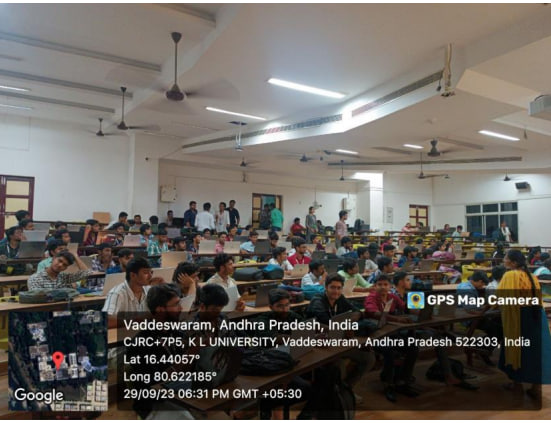 GPS Map Camera
Vaddeswaram, Andhra Pradesh, India
CJRC+7P5, K L UNIVERSITY, Vaddeswaram, Andhra Pradesh 522303, India
Lat 16.44057°
Long 80.622185°
29/09/23 06:31 PM GMT +05:30
Google